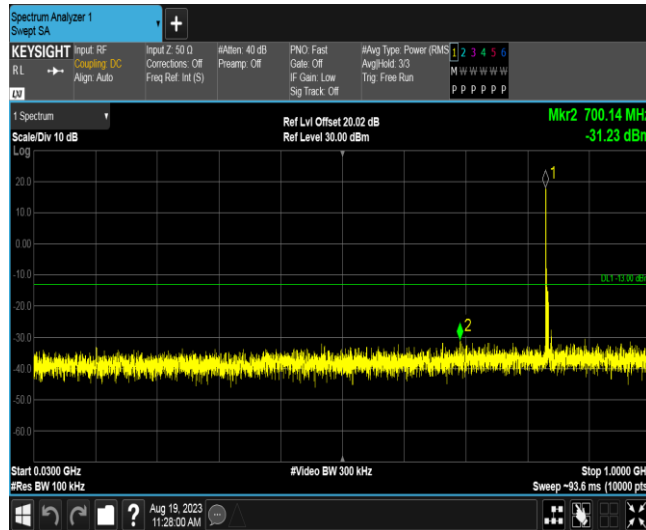 Spectrum Analyzer 1
Swept SA
+
KEYSIGHT Input: RF Input Z: 50 Ω #Atten: 40 dB PNO: Fast #Avg Type: Power (RMS 1 2 3 4 5 6
RL Coupling: DC Corrections: Off Preamp: Off Gate: Off Avg|Hold: 3/3 M W W W W W
Align: Auto Freq Ref: Int (S) IF Gain: Low Trig: Free Run
Sig Track: Off P P P P P P
LXI
1 Spectrum Ref Lvl Offset 20.02 dB Mkr2 700.14 MHz
Scale/Div 10 dB Ref Level 30.00 dBm -31.23 dBm
Log
1
20.0
10.0
0.00
-10.0
DL1 -13.00 dB
-20.0
2
-30.0
-40.0
-50.0
-60.0
Start 0.0300 GHz #Video BW 300 kHz Stop 1.0000 GH
#Res BW 100 kHz Sweep ~93.6 ms (10000 pts
? Aug 19, 2023
11:28:00 AM